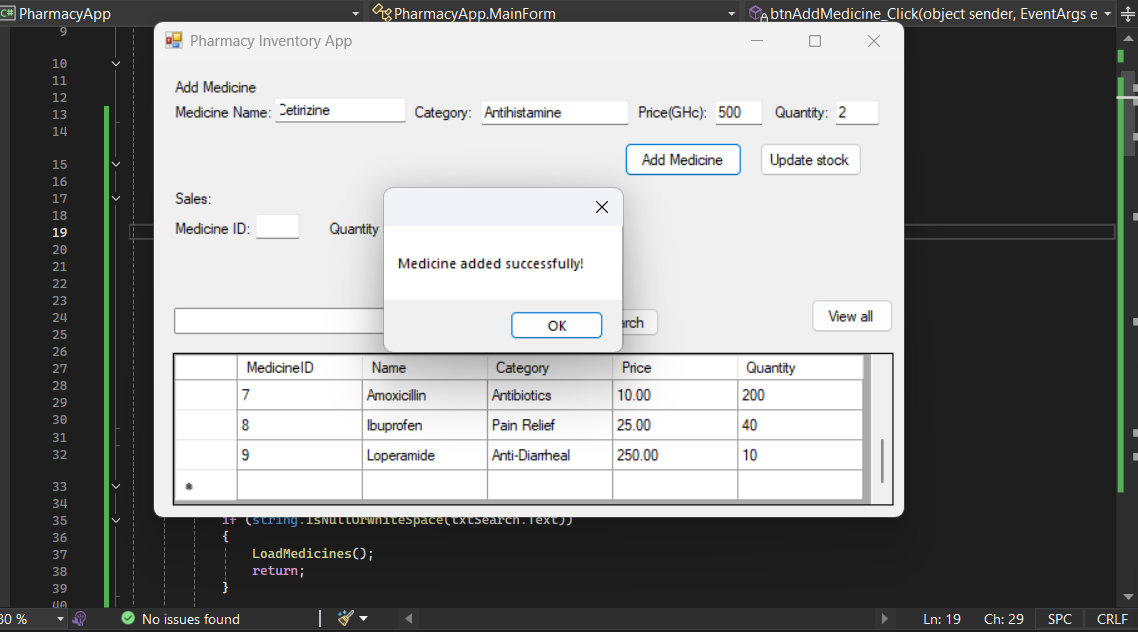 PharmacyApp PharmacyApp.MainForm btnAddMedicine_Click(object sender, EventArgs e
9
Pharmacy Inventory App
10
11
Add Medicine
12
Medicine Name: Cetirizine Category: Antihistamine Price(GHc): 500 Quantity: 2
13
14
15
Add Medicine Update stock
16
17
Sales:
18
Medicine ID: Quantity
19
20
21
Medicine added successfully!
22
23
24
OK
View all
25
26
27
MedicineID Name Category Price Quantity
28
7 Amoxicillin Antibiotics 10.00 200
29
30
8 Ibuprofen Pain Relief 25.00 40
31
32
9 Loperamide Anti-Diarrheal 250.00 10
33
34
35 if (string.IsNullOrWhiteSpace(txtSearch.Text))
36 {
37 LoadMedicines();
38 return;
39 }
40
No issues found Ln: 19 Ch: 29 SPC CRLF